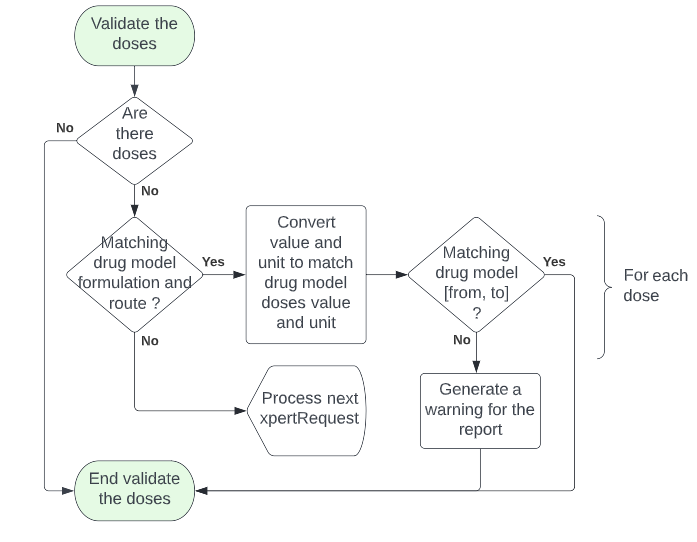 Validate the
doses
Are
there
doses
No
No
Matching
drug model
formulation and
route ?
Yes
Convert
value and
unit to match
drug model
doses value
and unit
Matching
drug model
[from, to]
?
Yes
For each
dose
No
No
Process next
xpertRequest
Generate a
warning for the
report
End validate
the doses